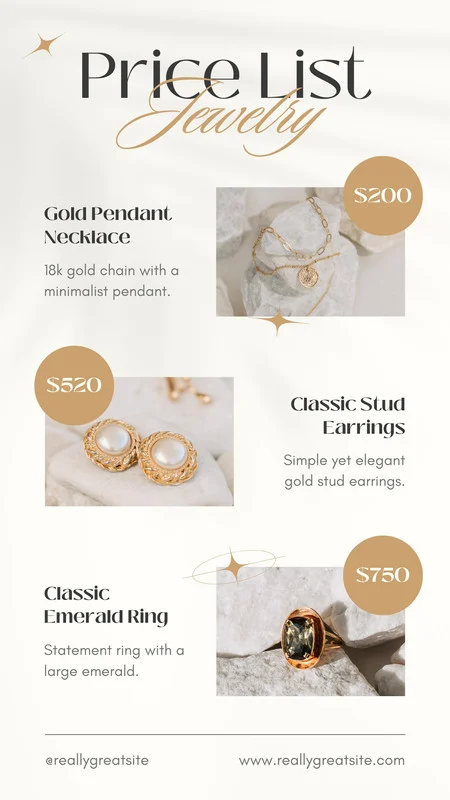 Price List
Jewelry
$200
Gold Pendant
Necklace
18k gold chain with a
minimalist pendant.
$520
Classic Stud
Earrings
Simple yet elegant
gold stud earrings.
$750
Classic
Emerald Ring
Statement ring with a
large emerald.
@reallygreatsite
www.reallygreatsite.com